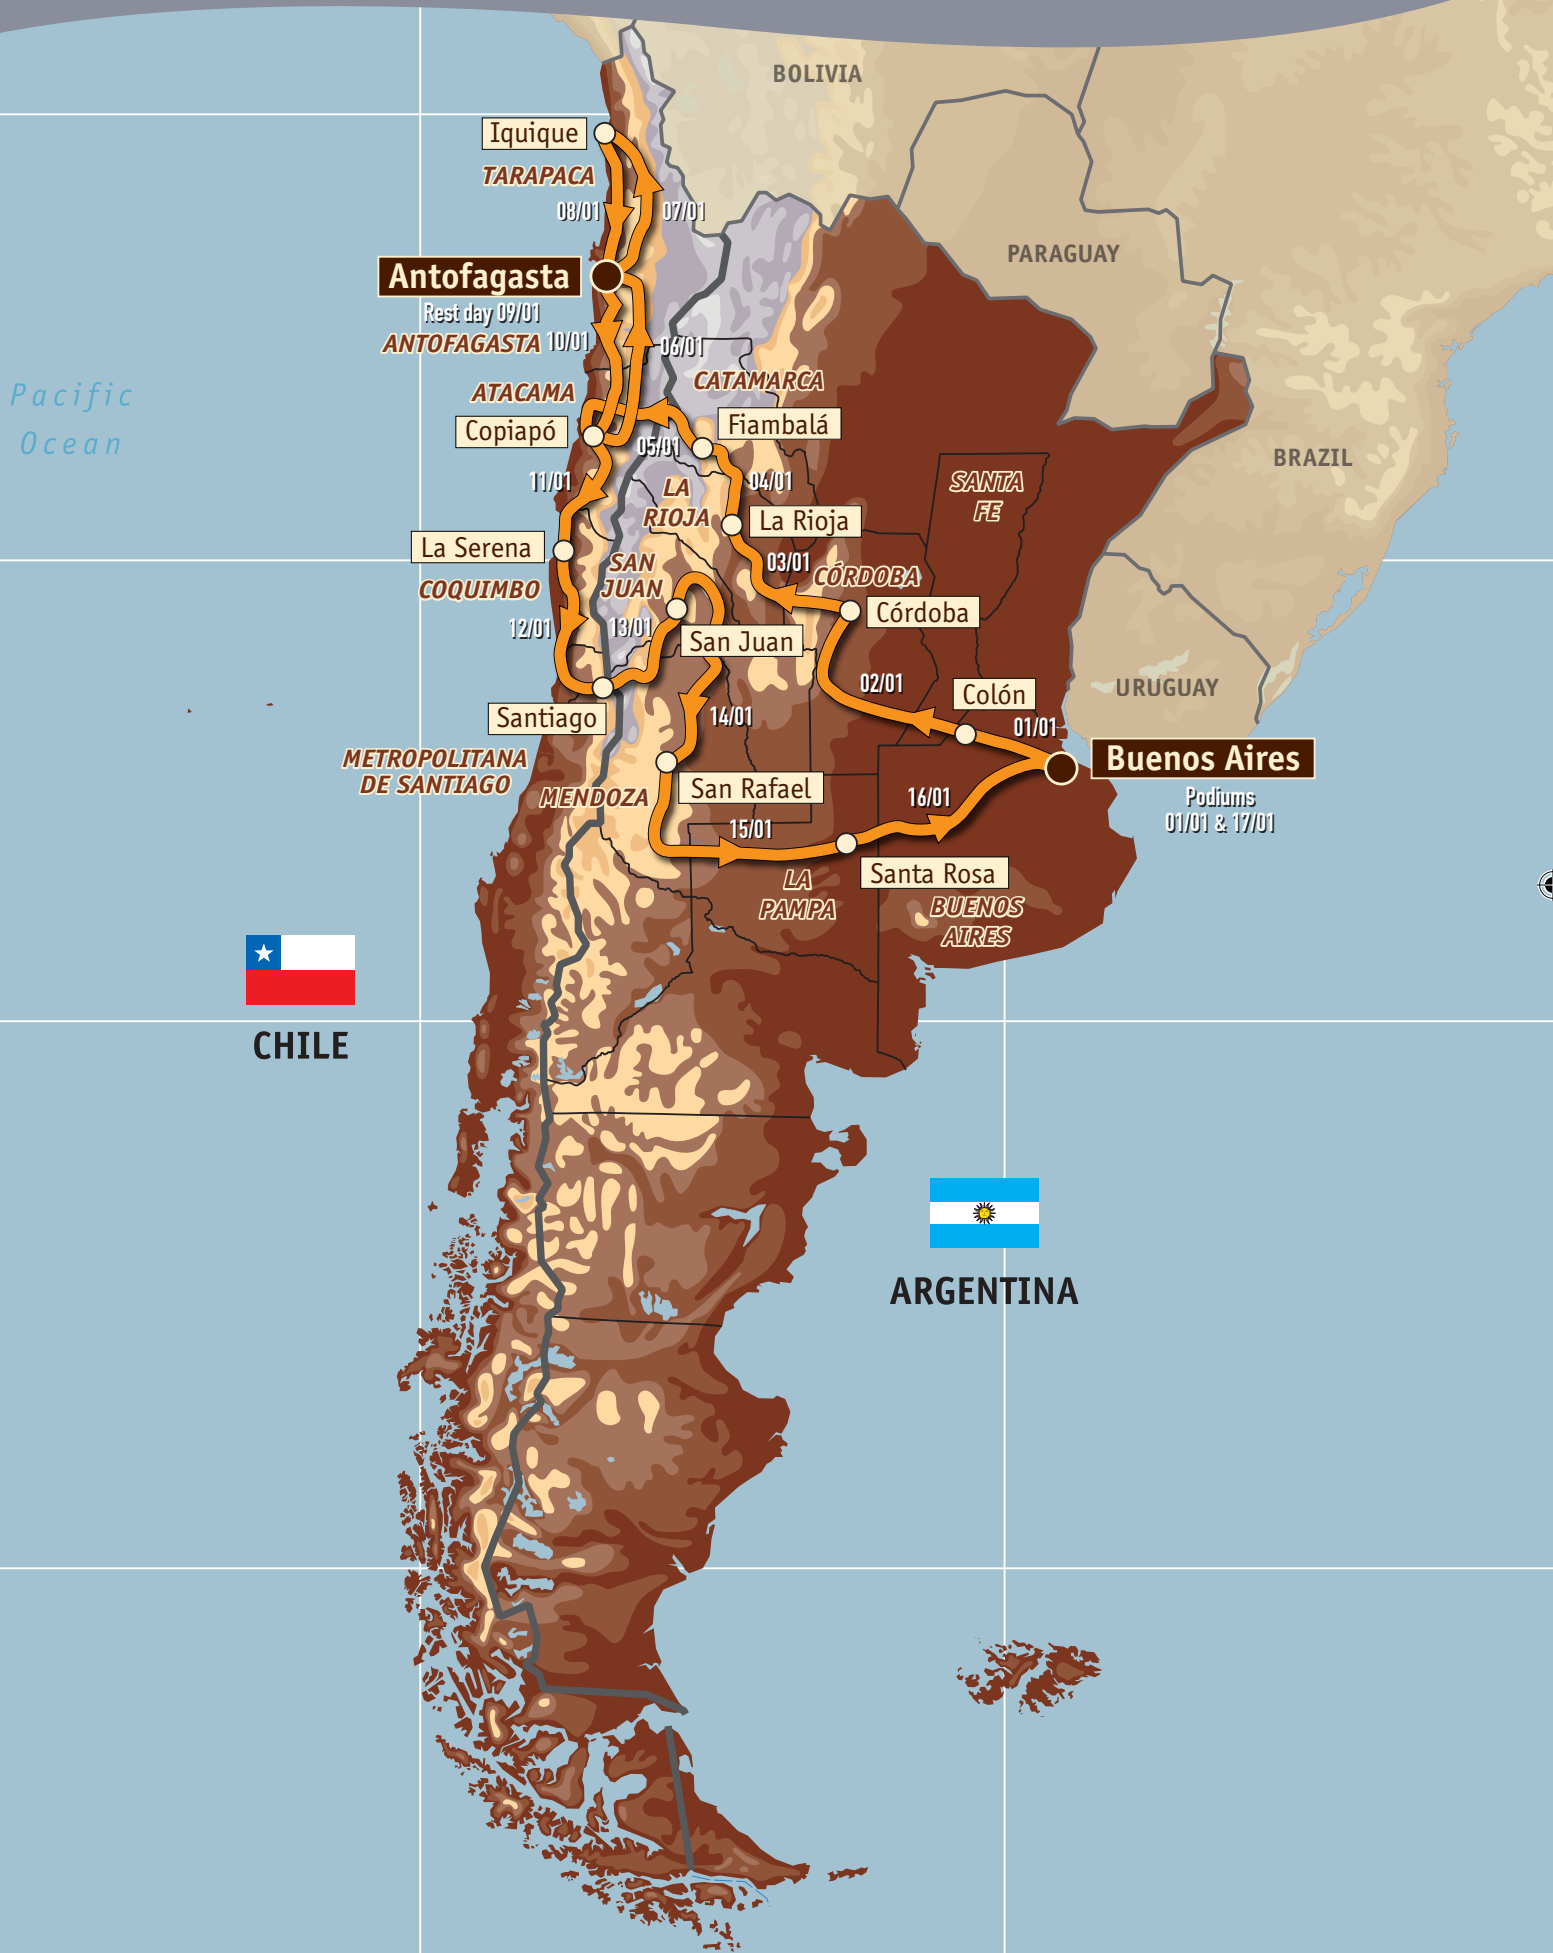 BOLIVIA
Iquique
TARAPACA
08/01
07/01
PARAGUAY
Antofagasta
Rest day 09/01
ANTOFAGASTA
10/01
06/01
CATAMARCA
ATACAMA
Pacific
Ocean
Copiapó
Fiambalá
05/01
BRAZIL
11/01
04/01
LA
RIOJA
SANTA
FE
La Rioja
La Serena
SAN
JUAN
03/01
CÓRDOBA
COQUIMBO
Córdoba
12/01
13/01
San Juan
02/01
Colón
URUGUAY
Santiago
14/01
01/01
METROPOLITANA
DE SANTIAGO
Buenos Aires
Podiums
01/01 & 17/01
MENDOZA
San Rafael
16/01
15/01
Santa Rosa
LA
PAMPA
BUENOS
AIRES
CHILE
ARGENTINA